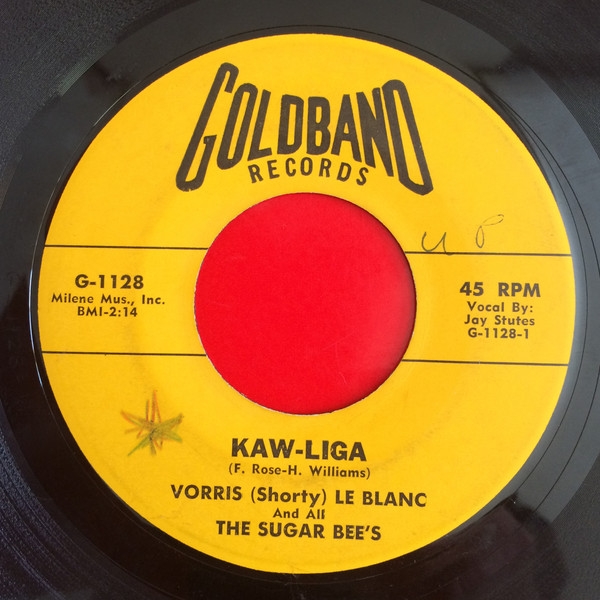 GOLDBAND
RECORDS
U P
G-1128
Milene Mus., Inc.
BMI-2:14
45 RPM
Vocal By:
Jay Stutes
G-1128-1
KAW-LIGA
(F. Rose-H. Williams)
VORRIS (Shorty) LE BLANC
And All
THE SUGAR BEE'S